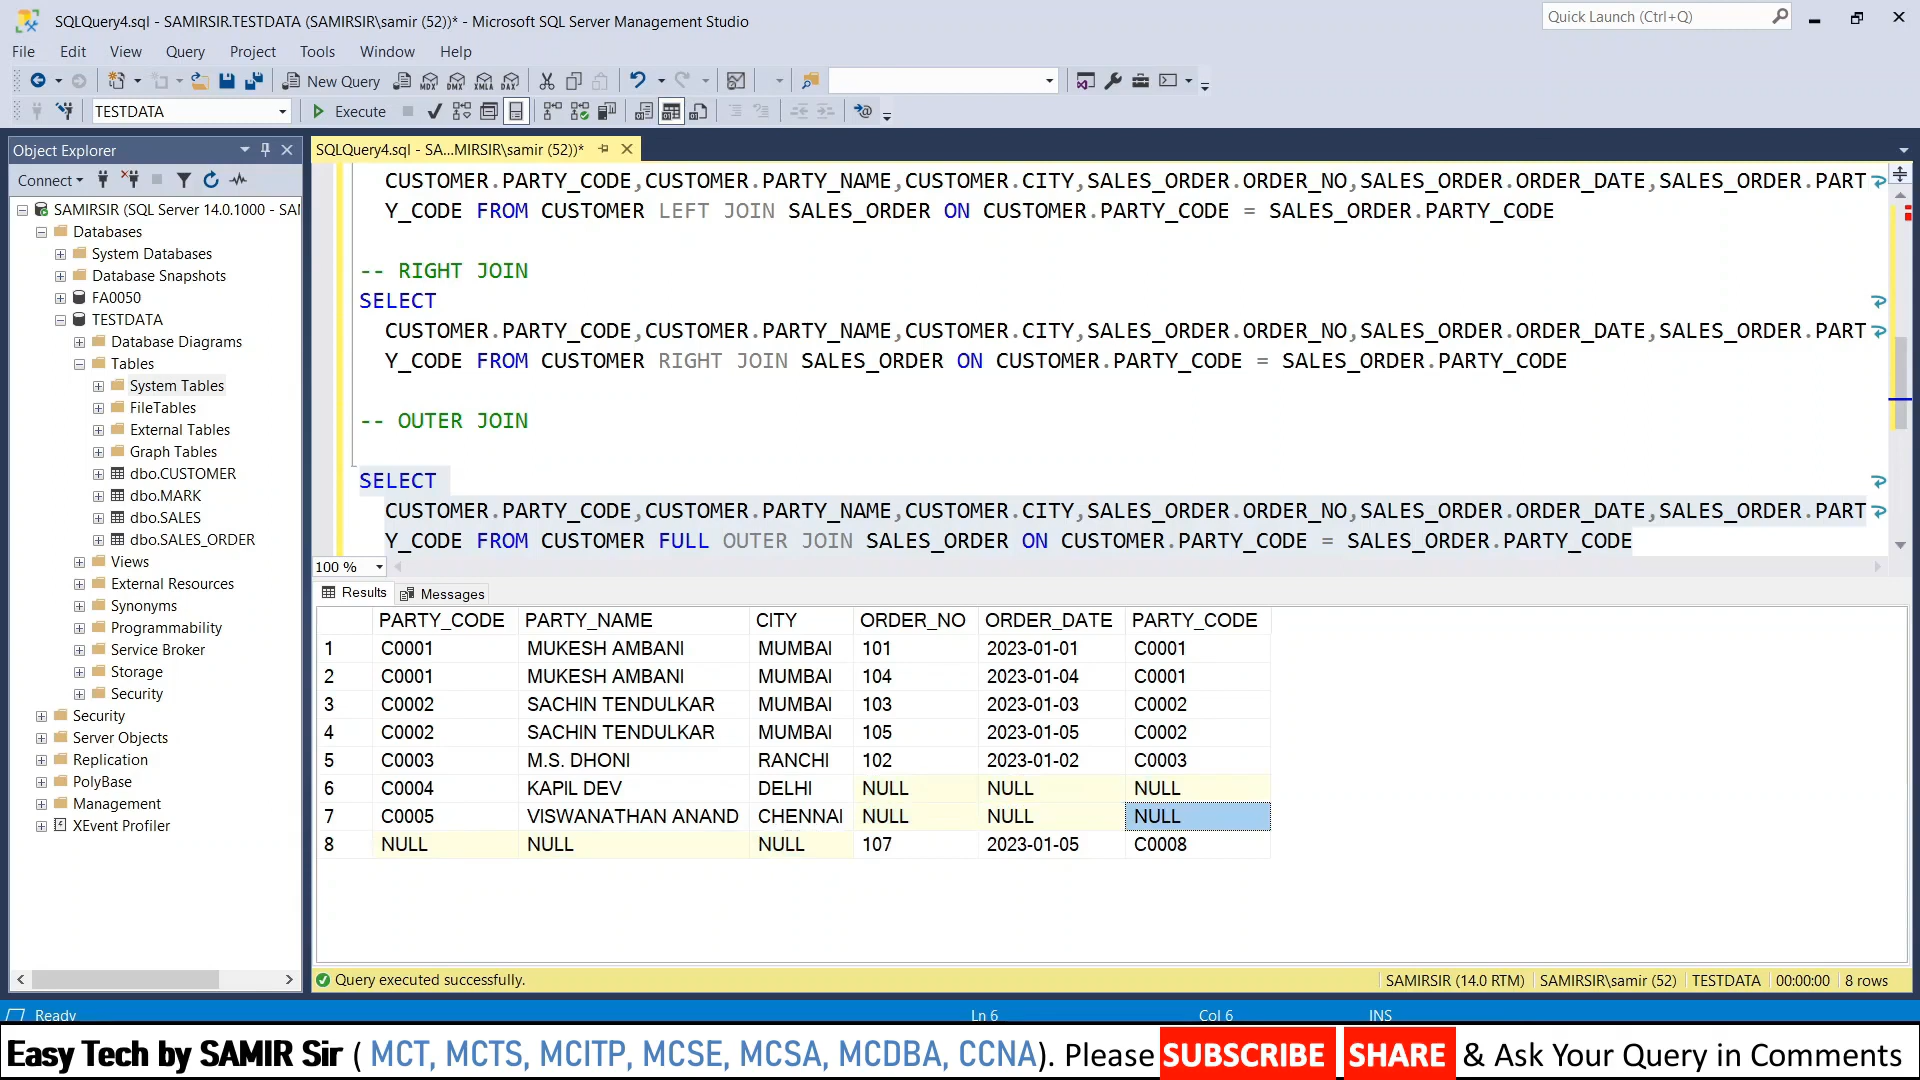 SQLQuery4.sql - SAMIRSIR.TESTDATA (SAMIRSIR\samir (52))* - Microsoft SQL Server Management Studio
Quick Launch (Ctrl+Q)
File Edit View Query Project Tools Window Help
New Query
TESTDATA Execute
Object Explorer
Connect
SAMIRSIR (SQL Server 14.0.1000 - SAI
Databases
System Databases
Database Snapshots
FA0050
TESTDATA
Database Diagrams
Tables
System Tables
FileTables
External Tables
Graph Tables
dbo.CUSTOMER
dbo.MARK
dbo.SALES
dbo.SALES_ORDER
Views
External Resources
Synonyms
Programmability
Service Broker
Storage
Security
Security
Server Objects
Replication
PolyBase
Management
XEvent Profiler
SQLQuery4.sql - SA...MIRSIR\samir (52))*
CUSTOMER.PARTY_CODE,CUSTOMER.PARTY_NAME,CUSTOMER.CITY,SALES_ORDER.ORDER_NO,SALES_ORDER.ORDER_DATE,SALES_ORDER.PART
Y_CODE FROM CUSTOMER LEFT JOIN SALES_ORDER ON CUSTOMER.PARTY_CODE = SALES_ORDER.PARTY_CODE
-- RIGHT JOIN
SELECT
CUSTOMER.PARTY_CODE,CUSTOMER.PARTY_NAME,CUSTOMER.CITY,SALES_ORDER.ORDER_NO,SALES_ORDER.ORDER_DATE,SALES_ORDER.PART
Y_CODE FROM CUSTOMER RIGHT JOIN SALES_ORDER ON CUSTOMER.PARTY_CODE = SALES_ORDER.PARTY_CODE
-- OUTER JOIN
SELECT
CUSTOMER.PARTY_CODE,CUSTOMER.PARTY_NAME,CUSTOMER.CITY,SALES_ORDER.ORDER_NO,SALES_ORDER.ORDER_DATE,SALES_ORDER.PART
Y_CODE FROM CUSTOMER FULL OUTER JOIN SALES_ORDER ON CUSTOMER.PARTY_CODE = SALES_ORDER.PARTY_CODE
100 %
Results Messages
PARTY_CODE PARTY_NAME CITY ORDER_NO ORDER_DATE PARTY_CODE
1 C0001 MUKESH AMBANI MUMBAI 101 2023-01-01 C0001
2 C0001 MUKESH AMBANI MUMBAI 104 2023-01-04 C0001
3 C0002 SACHIN TENDULKAR MUMBAI 103 2023-01-03 C0002
4 C0002 SACHIN TENDULKAR MUMBAI 105 2023-01-05 C0002
5 C0003 M.S. DHONI RANCHI 102 2023-01-02 C0003
6 C0004 KAPIL DEV DELHI NULL NULL NULL
7 C0005 VISWANATHAN ANAND CHENNAI NULL NULL NULL
8 NULL NULL NULL 107 2023-01-05 C0008
Query executed successfully. SAMIRSIR (14.0 RTM) SAMIRSIR\samir (52) TESTDATA 00:00:00 8 rows
Ready Ln 6 Col 6 INS
Easy Tech by SAMIR Sir ( MCT, MCTS, MCITP, MCSE, MCSA, MCDBA, CCNA). Please SUBSCRIBE SHARE & Ask Your Query in Comments